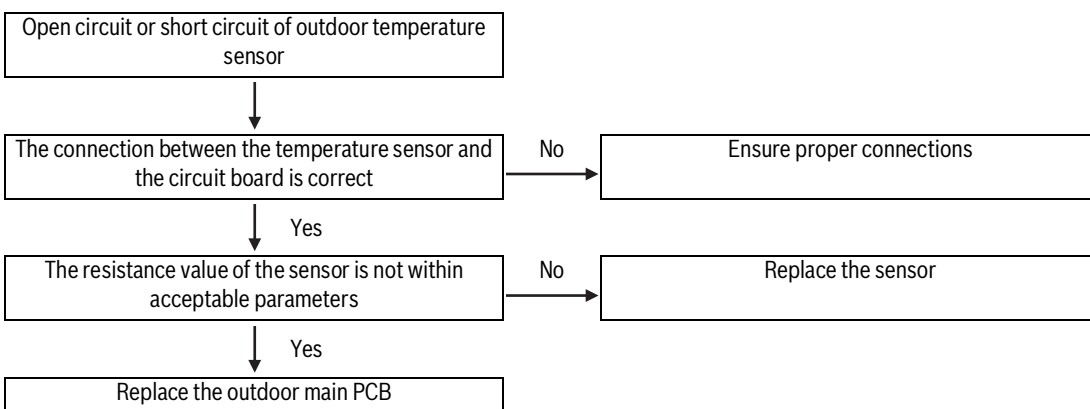 Open circuit or short circuit of outdoor temperature
sensor
The connection between the temperature sensor and
the circuit board is correct
No
Ensure proper connections
Yes
The resistance value of the sensor is not within
acceptable parameters
No
Replace the sensor
Yes
Replace the outdoor main PCB